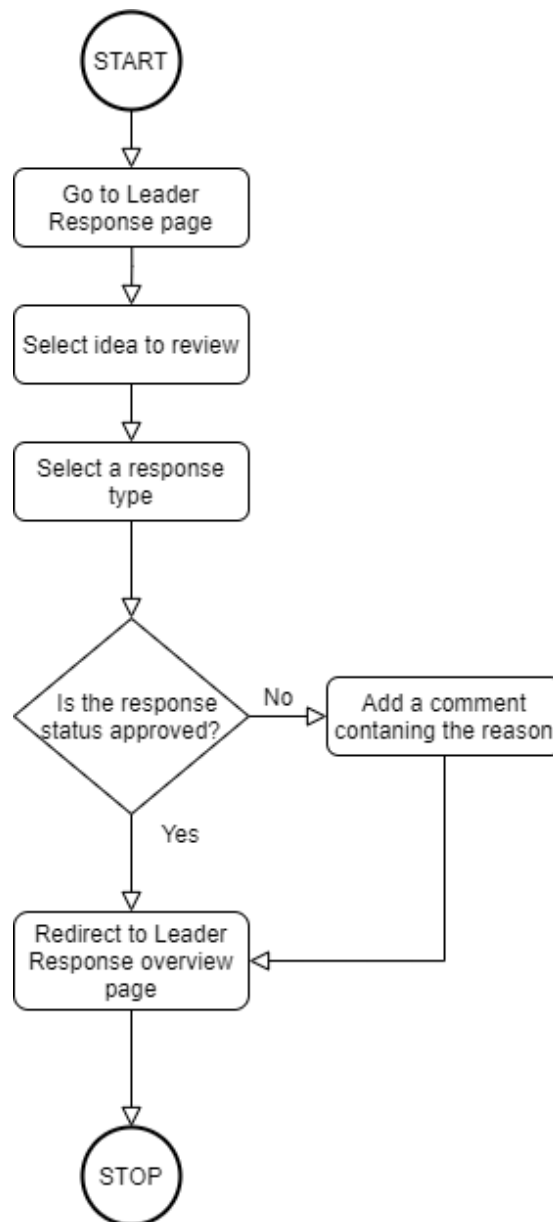 START
Go to Leader
Response page
Select idea to review
Select a response
type
Is the response
status approved?
No
Add a comment
contaning the reason
Yes
Redirect to Leader
Response overview
page
STOP